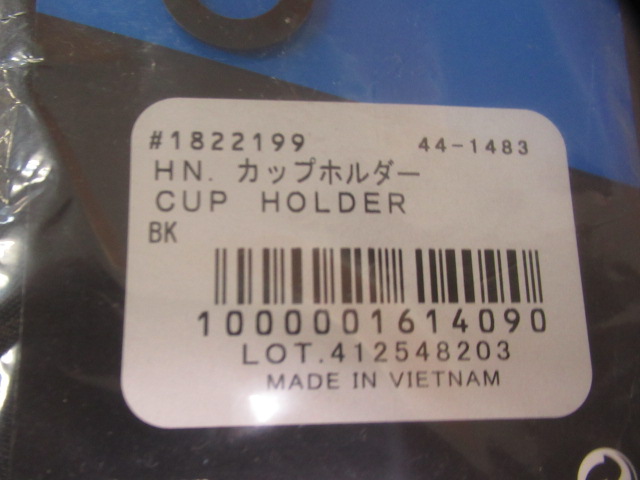 #1822199 44-1483
HN. カップホルダー
CUP HOLDER
BK
1000001614090
LOT.412548203
MADE IN VIETNAM